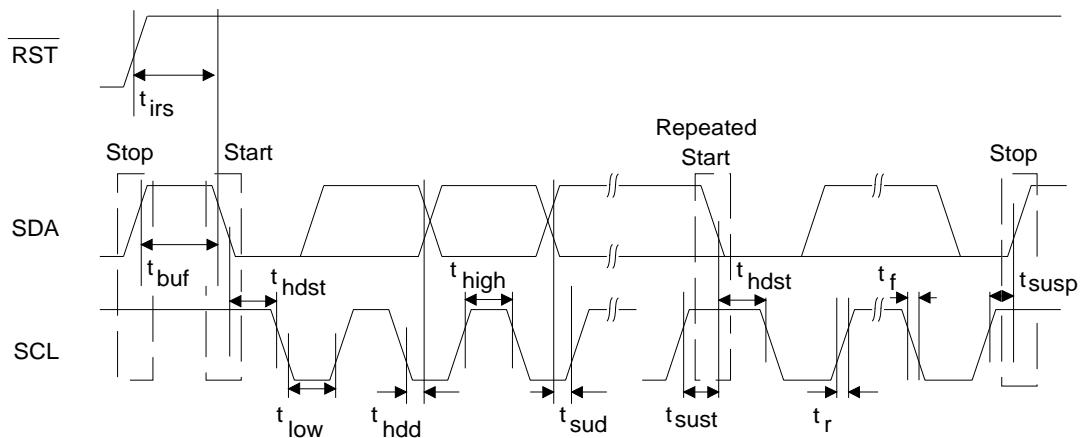 RST
t irs
Repeated
Stop Start Start Stop
SDA
t buf t hdst t high t hdst t f t susp
SCL
t low t hdd t sud t sust t r